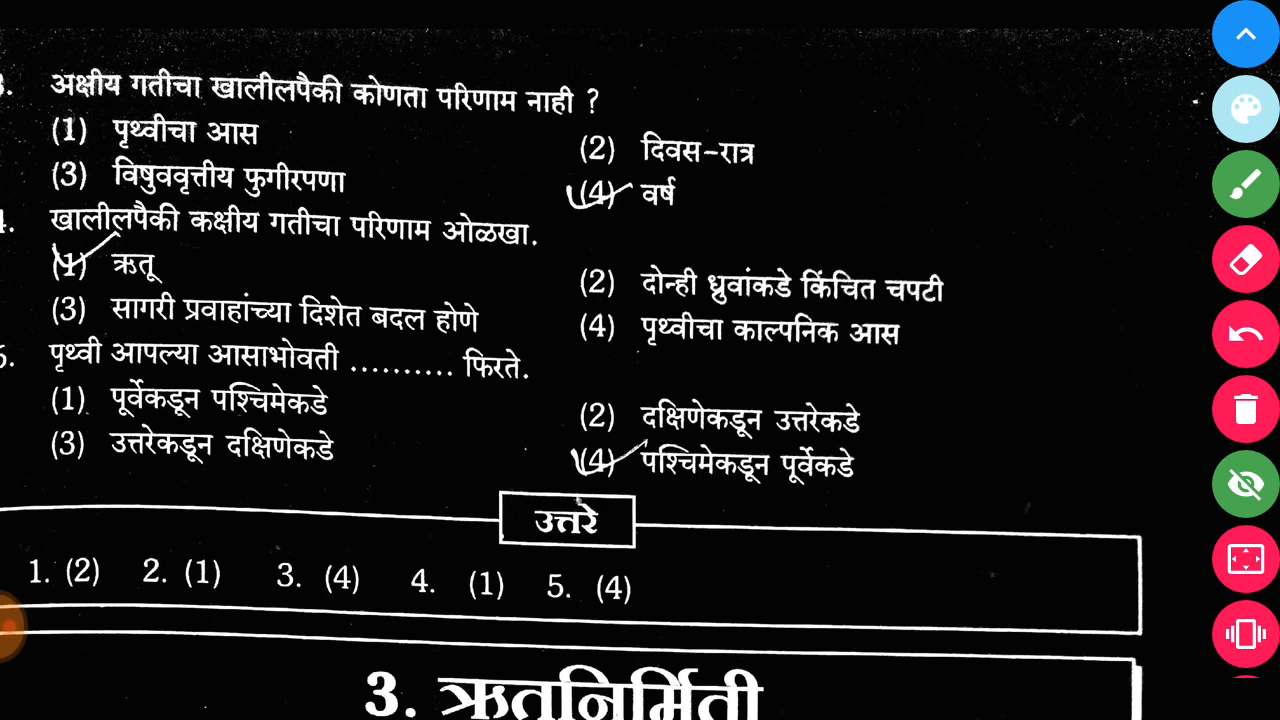 3. अक्षीय गतीचा खालीलपैकी कोणता परिणाम नाही ?
(1) पृथ्वीचा आस (2) दिवस-रात्र
(3) विषुववृत्तीय फुगीरपणा (4) वर्ष
4. खालीलपैकी कक्षीय गतीचा परिणाम ओळखा.
(1) ऋतू (2) दोन्ही ध्रुवांकडे किंचित चपटी
(3) सागरी प्रवाहांच्या दिशेत बदल होणे (4) पृथ्वीचा काल्पनिक आस
5. पृथ्वी आपल्या आसाभोवती .......... फिरते.
(1) पूर्वेकडून पश्चिमेकडे (2) दक्षिणेकडून उत्तरेकडे
(3) उत्तरेकडून दक्षिणेकडे (4) पश्चिमेकडून पूर्वेकडे
उत्तरे
1. (2) 2. (1) 3. (4) 4. (1) 5. (4)
3. ऋतुनिर्मिती